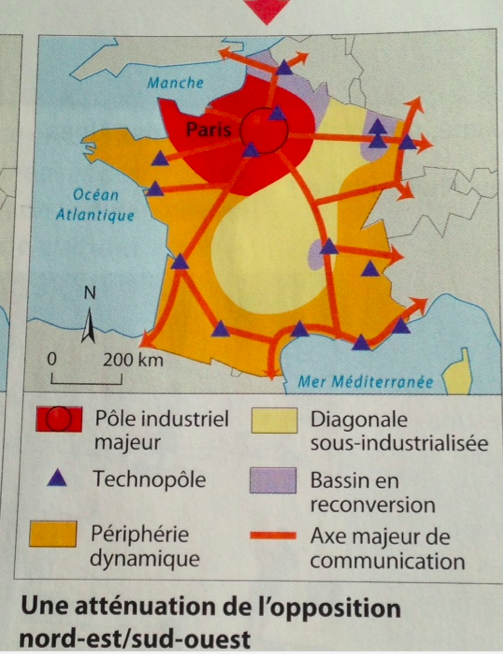 Manche
Paris
Océan
Atlantique
N
0 200 km
Mer Méditerranée
Pôle industriel
majeur
Diagonale
sous-industrialisée
Technopôle
Bassin en
reconversion
Périphérie
dynamique
Axe majeur de
communication
Une atténuation de l'opposition
nord-est/sud-ouest